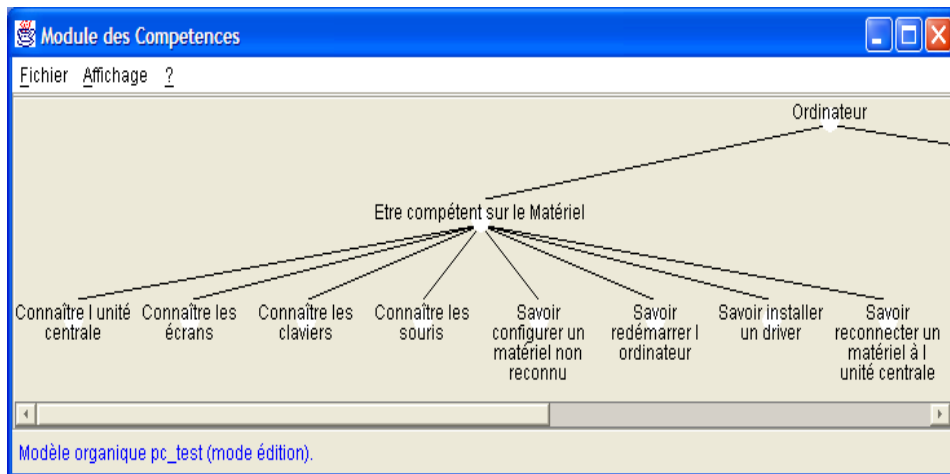 Module des Competences
Fichier Affichage ?
Ordinateur
Etre compétent sur le Matériel
Connaître l unité
centrale
Connaître les
écrans
Connaître les
claviers
Connaître les
souris
Savoir
configurer un
matériel non
reconnu
Savoir
redémarrer l
ordinateur
Savoir installer
un driver
Savoir
reconnecter un
matériel à l
unité centrale
Modèle organique pc_test (mode édition).